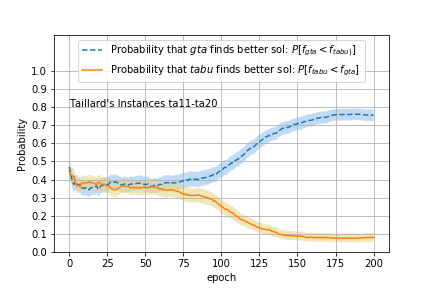 Probability that gta finds better sol: P[f_gta < f_tabu)]
Probability that tabu finds better sol: P[f_tabu < f_gta]
1.0
0.9
Taillard's Instances ta11-ta20
0.8
0.7
0.6
0.5
0.4
0.3
0.2
0.1
0.0
Probability
0 25 50 75 100 125 150 175 200
epoch